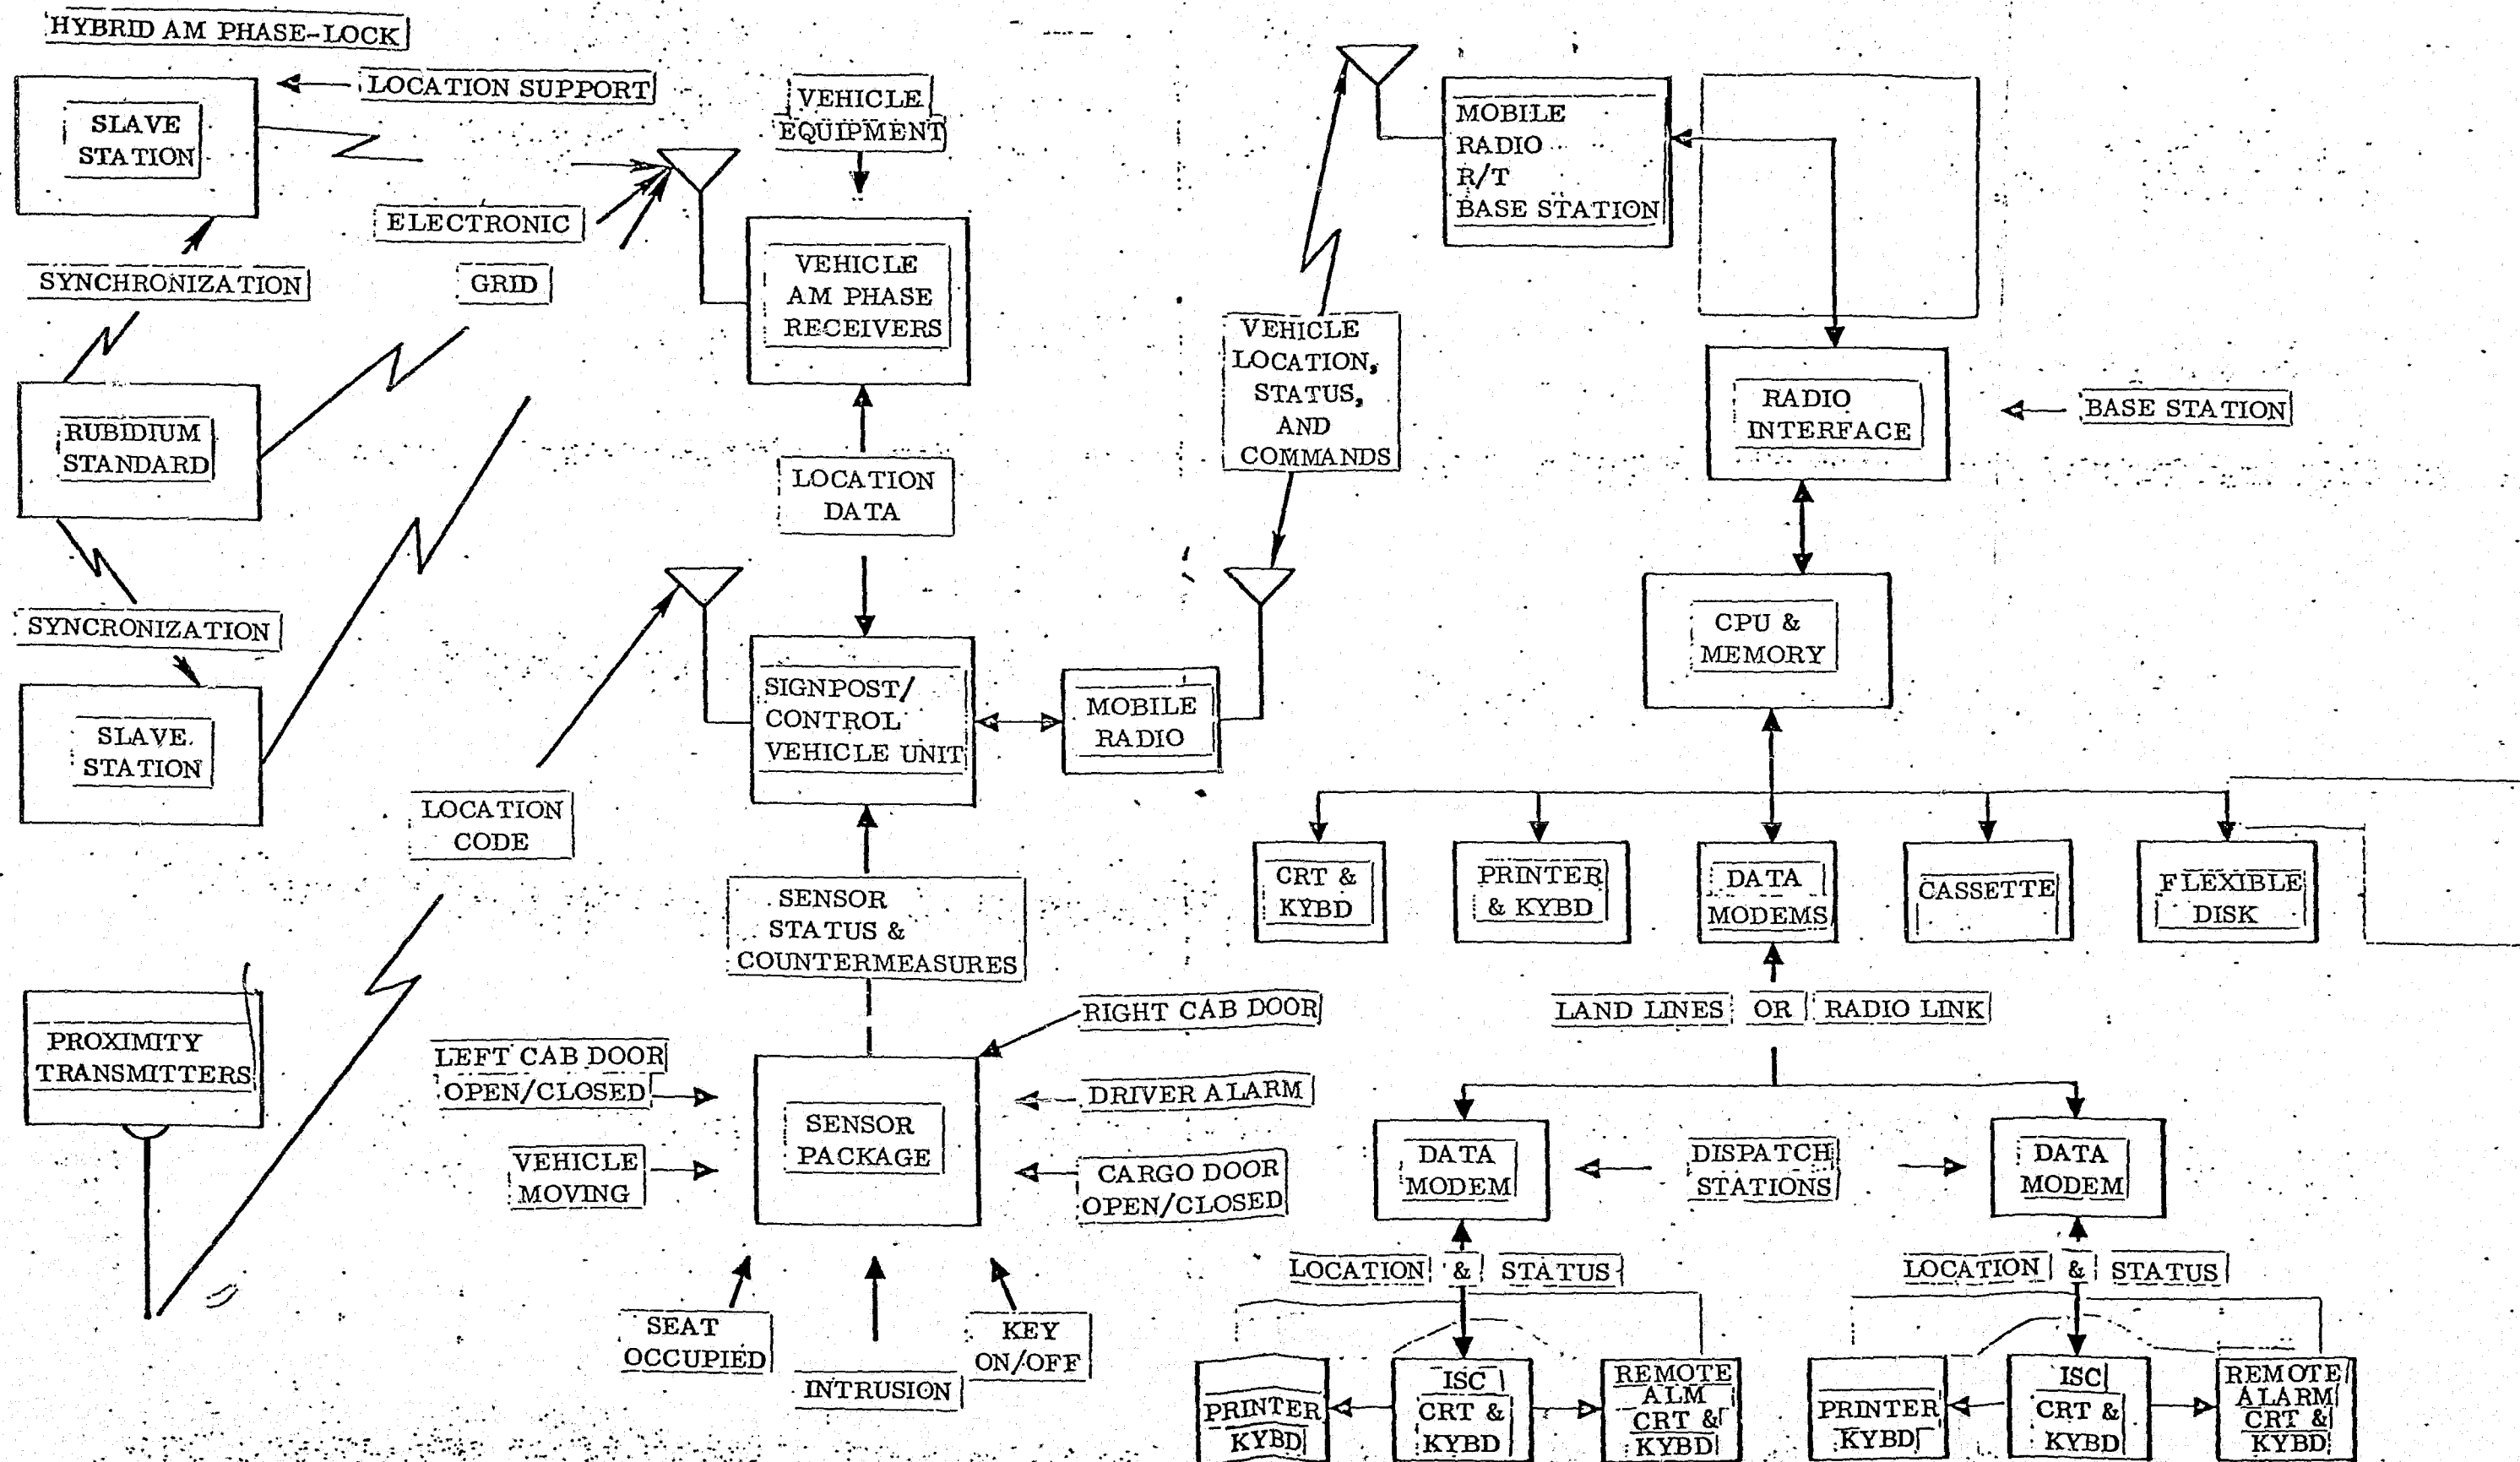 HYBRID AM PHASE-LOCK
LOCATION SUPPORT
SLAVE
STATION
SYNCHRONIZATION
RUBIDIUM
STANDARD
SYNCRONIZATION
SLAVE
STATION
ELECTRONIC
GRID
VEHICLE
EQUIPMENT
VEHICLE
AM PHASE
RECEIVERS
LOCATION
DATA
SIGNPOST/
CONTROL
VEHICLE UNIT
MOBILE
RADIO
LOCATION
CODE
PROXIMITY
TRANSMITTERS
SENSOR
STATUS &
COUNTERMEASURES
RIGHT CAB DOOR
LEFT CAB DOOR
OPEN/CLOSED
DRIVER ALARM
SENSOR
PACKAGE
VEHICLE
MOVING
CARGO DOOR
OPEN/CLOSED
SEAT
OCCUPIED
INTRUSION
KEY
ON/OFF
VEHICLE
LOCATION,
STATUS,
AND
COMMANDS
MOBILE
RADIO
R/T
BASE STATION
RADIO
INTERFACE
BASE STATION
CPU &
MEMORY
CRT &
KYBD
PRINTER
& KYBD
DATA
MODEMS
CASSETTE
FLEXIBLE
DISK
LAND LINES OR RADIO LINK
DATA
MODEM
DISPATCH
STATIONS
DATA
MODEM
LOCATION & STATUS
LOCATION & STATUS
PRINTER
KYBD
ISC
CRT &
KYBD
REMOTE
ALM
CRT &
KYBD
PRINTER
KYBD
ISC
CRT &
KYBD
REMOTE
ALARM
CRT &
KYBD